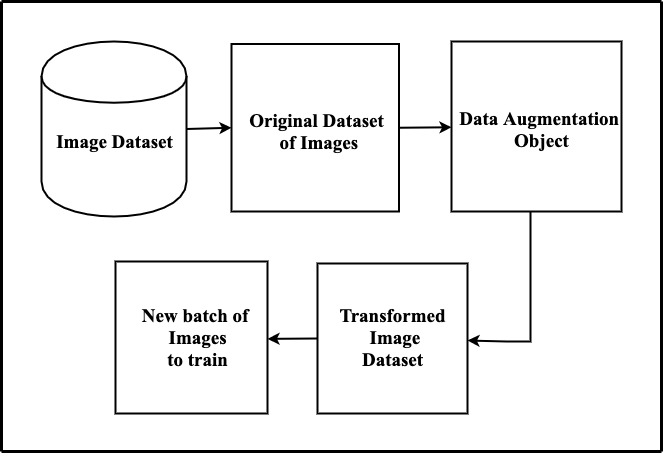 Image Dataset
Original Dataset
of Images
Data Augmentation
Object
New batch of
Images
to train
Transformed
Image
Dataset